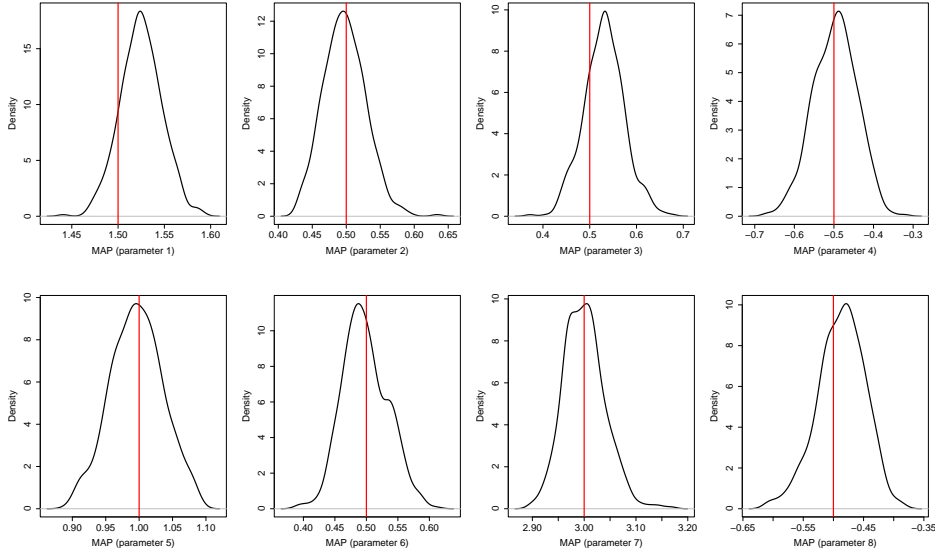 Density
0 5 10 15
1.45 1.50 1.55 1.60
MAP (parameter 1)
Density
0 2 4 6 8 10 12
0.40 0.45 0.50 0.55 0.60 0.65
MAP (parameter 2)
Density
0 2 4 6 8 10
0.4 0.5 0.6 0.7
MAP (parameter 3)
Density
0 1 2 3 4 5 6 7
−0.7 −0.6 −0.5 −0.4 −0.3
MAP (parameter 4)
Density
0 2 4 6 8 10
0.90 0.95 1.00 1.05 1.10
MAP (parameter 5)
Density
0 2 4 6 8 10
0.40 0.45 0.50 0.55 0.60
MAP (parameter 6)
Density
0 2 4 6 8 10
2.90 3.00 3.10 3.20
MAP (parameter 7)
Density
0 2 4 6 8 10
−0.65 −0.55 −0.45 −0.35
MAP (parameter 8)